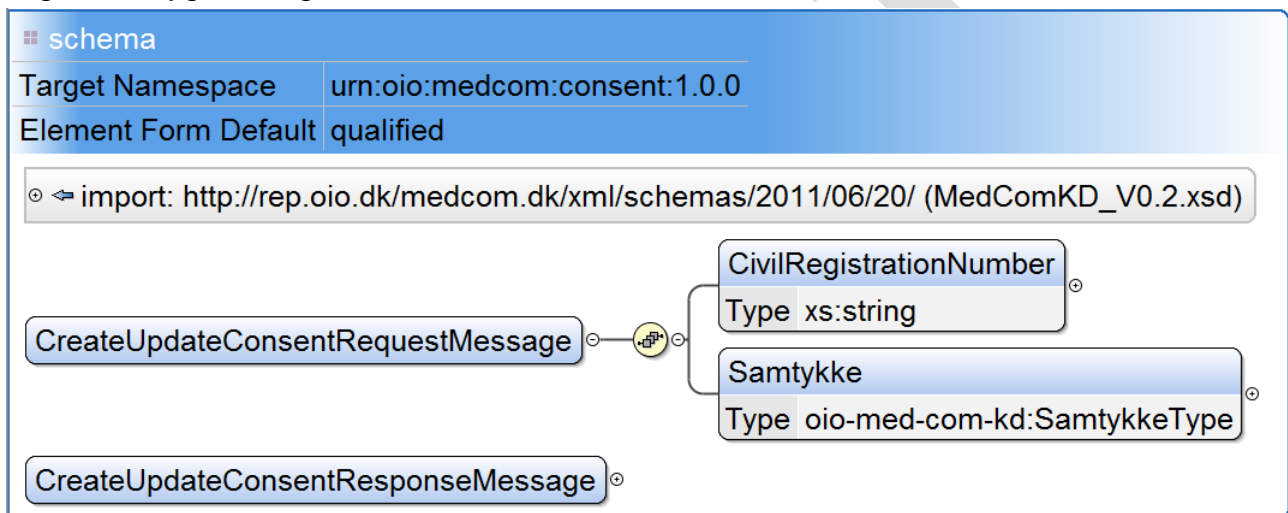 schema
Target Namespace urn:oio:medcom:consent:1.0.0
Element Form Default qualified
import: http://rep.oio.dk/medcom.dk/xml/schemas/2011/06/20/ (MedComKD_V0.2.xsd)
CivilRegistrationNumber
Type xs:string
CreateUpdateConsentRequestMessage
Samtykke
Type oio-med-com-kd:SamtykkeType
CreateUpdateConsentResponseMessage